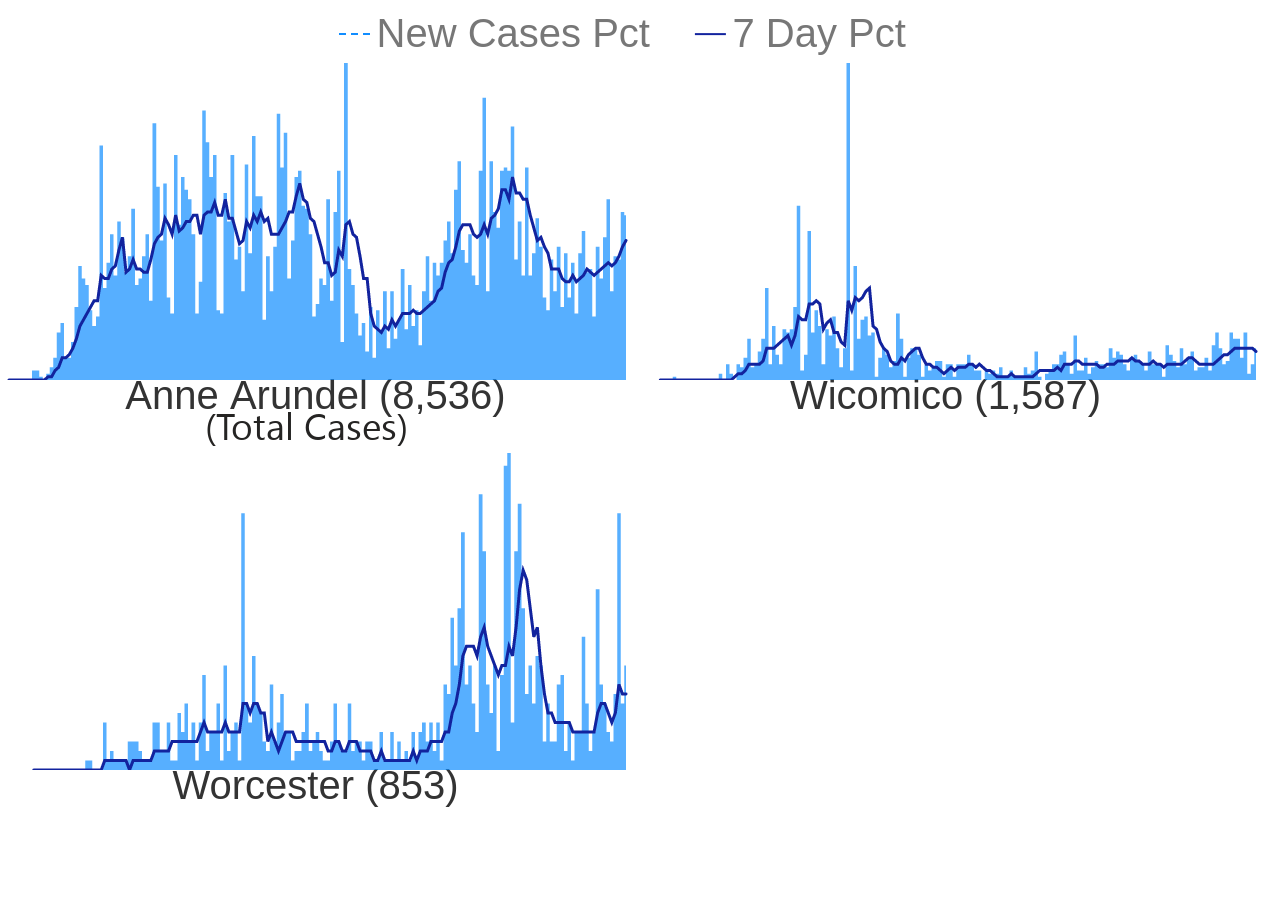 New Cases Pct 7 Day Pct
Anne Arundel (8,536)
(Total Cases)
Wicomico (1,587)
Worcester (853)